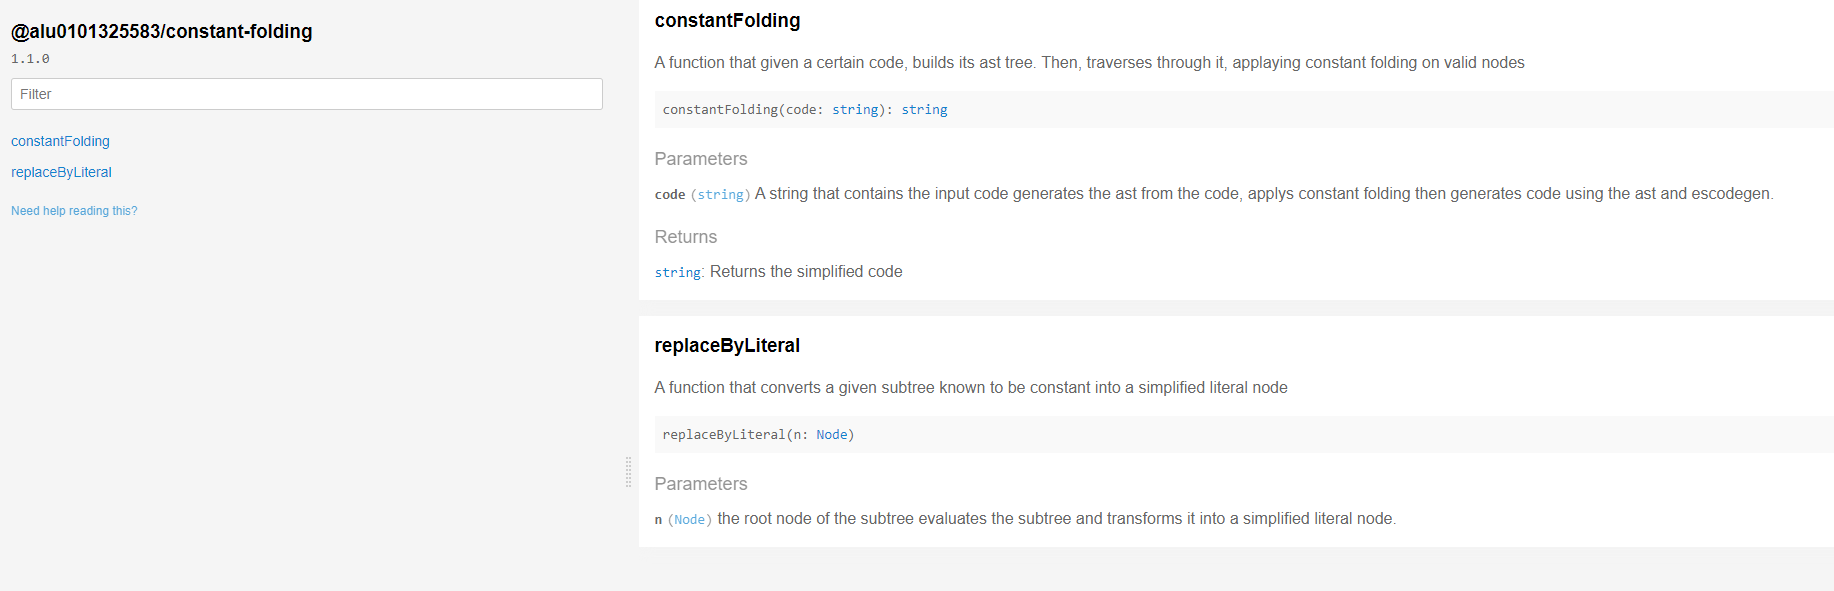 @alu0101325583/constant-folding
1.1.0
Filter
constantFolding
replaceByLiteral
Need help reading this?
constantFolding
A function that given a certain code, builds its ast tree. Then, traverses through it, applaying constant folding on valid nodes
constantFolding(code: string): string
Parameters
code (string) A string that contains the input code generates the ast from the code, applys constant folding then generates code using the ast and escodegen.
Returns
string: Returns the simplified code
replaceByLiteral
A function that converts a given subtree known to be constant into a simplified literal node
replaceByLiteral(n: Node)
Parameters
n (Node) the root node of the subtree evaluates the subtree and transforms it into a simplified literal node.